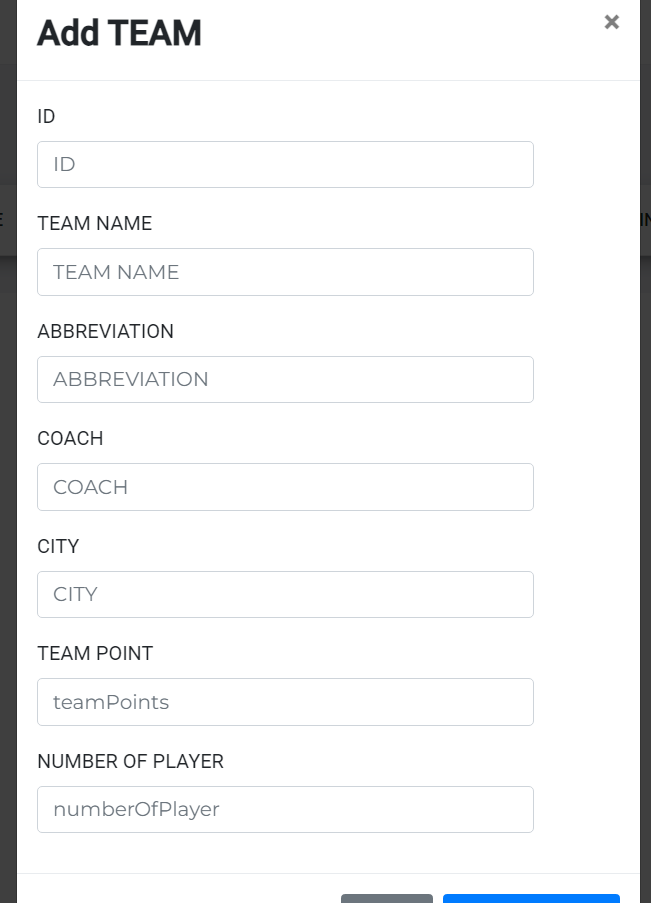 Add TEAM
×
ID
ID
TEAM NAME
TEAM NAME
ABBREVIATION
ABBREVIATION
COACH
COACH
CITY
CITY
TEAM POINT
teamPoints
NUMBER OF PLAYER
numberOfPlayer